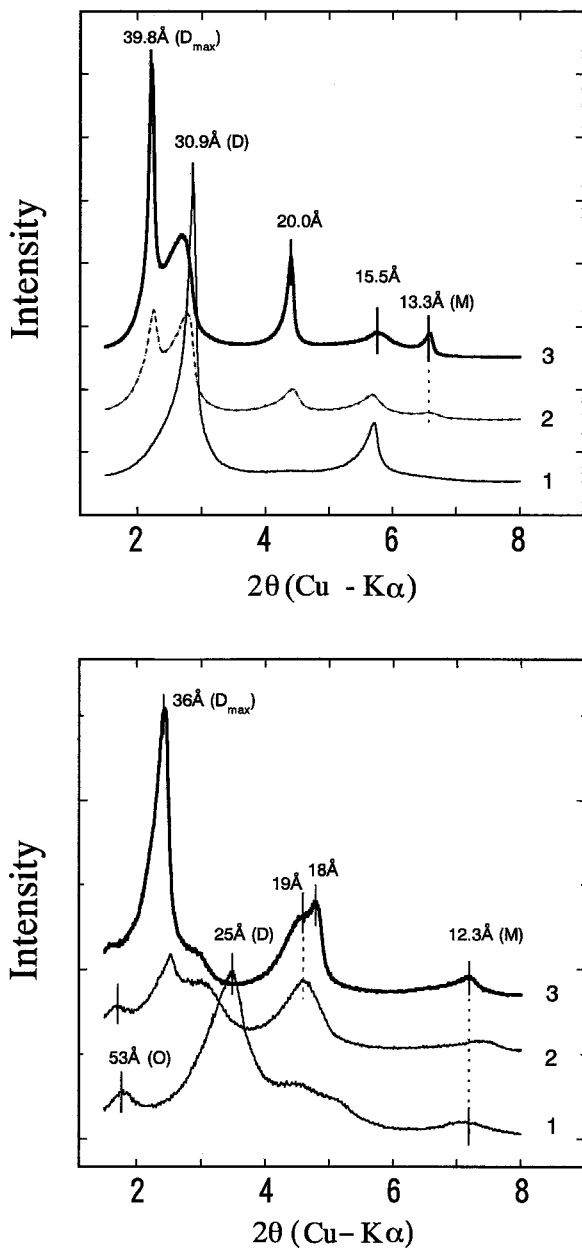 39.8Å (Dmax)
30.9Å (D)
20.0Å
15.5Å
13.3Å (M)
3
2
1
Intensity
2 4 6 8
2θ (Cu - Kα)
36Å (Dmax)
19Å
18Å
25Å (D)
12.3Å (M)
53Å (O)
3
2
1
Intensity
2 4 6 8
2θ (Cu– Kα)